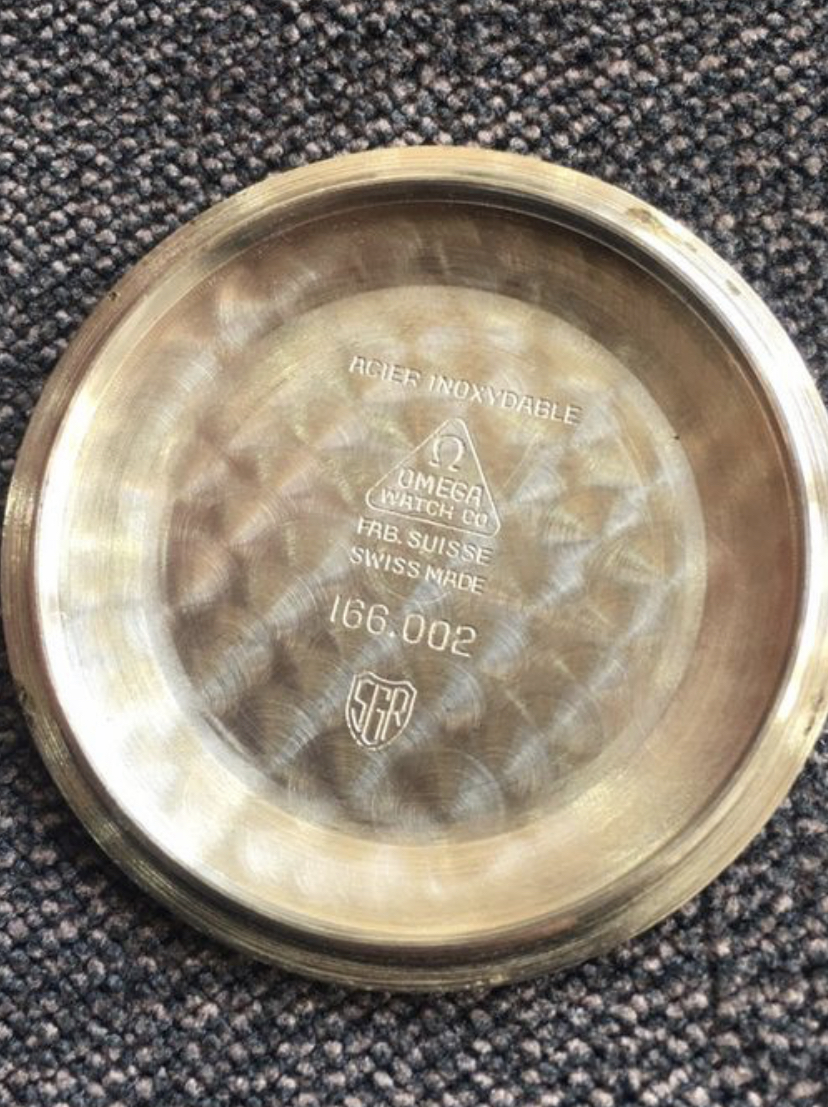 ACIER INOXYDABLE
Ω
OMEGA
WATCH CO
FAB. SUISSE
SWISS MADE
166.002
SGR